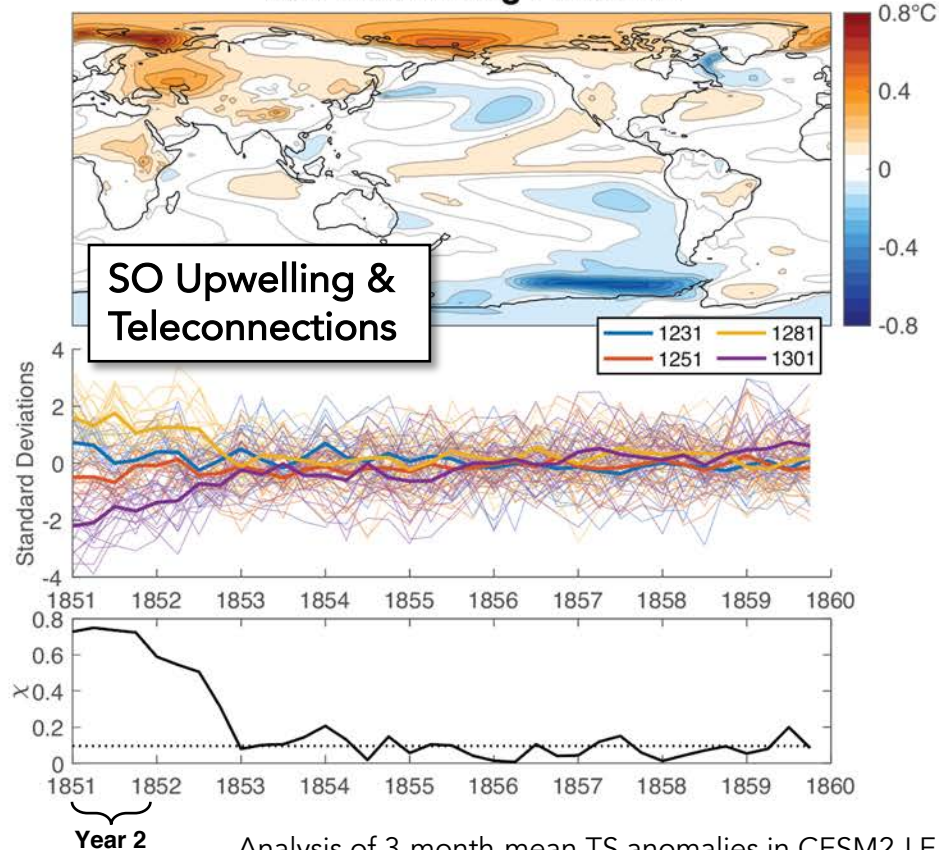 0.8°C
0.4
0
-0.4
-0.8
SO Upwelling &
Teleconnections
1231 1281
1251 1301
Standard Deviations
4
2
0
-2
-4
1851 1852 1853 1854 1855 1856 1857 1858 1859 1860
χ
0.8
0.6
0.4
0.2
0
1851 1852 1853 1854 1855 1856 1857 1858 1859 1860
Year 2
Analysis of 3-month-mean TS anomalies in CESM2-LE